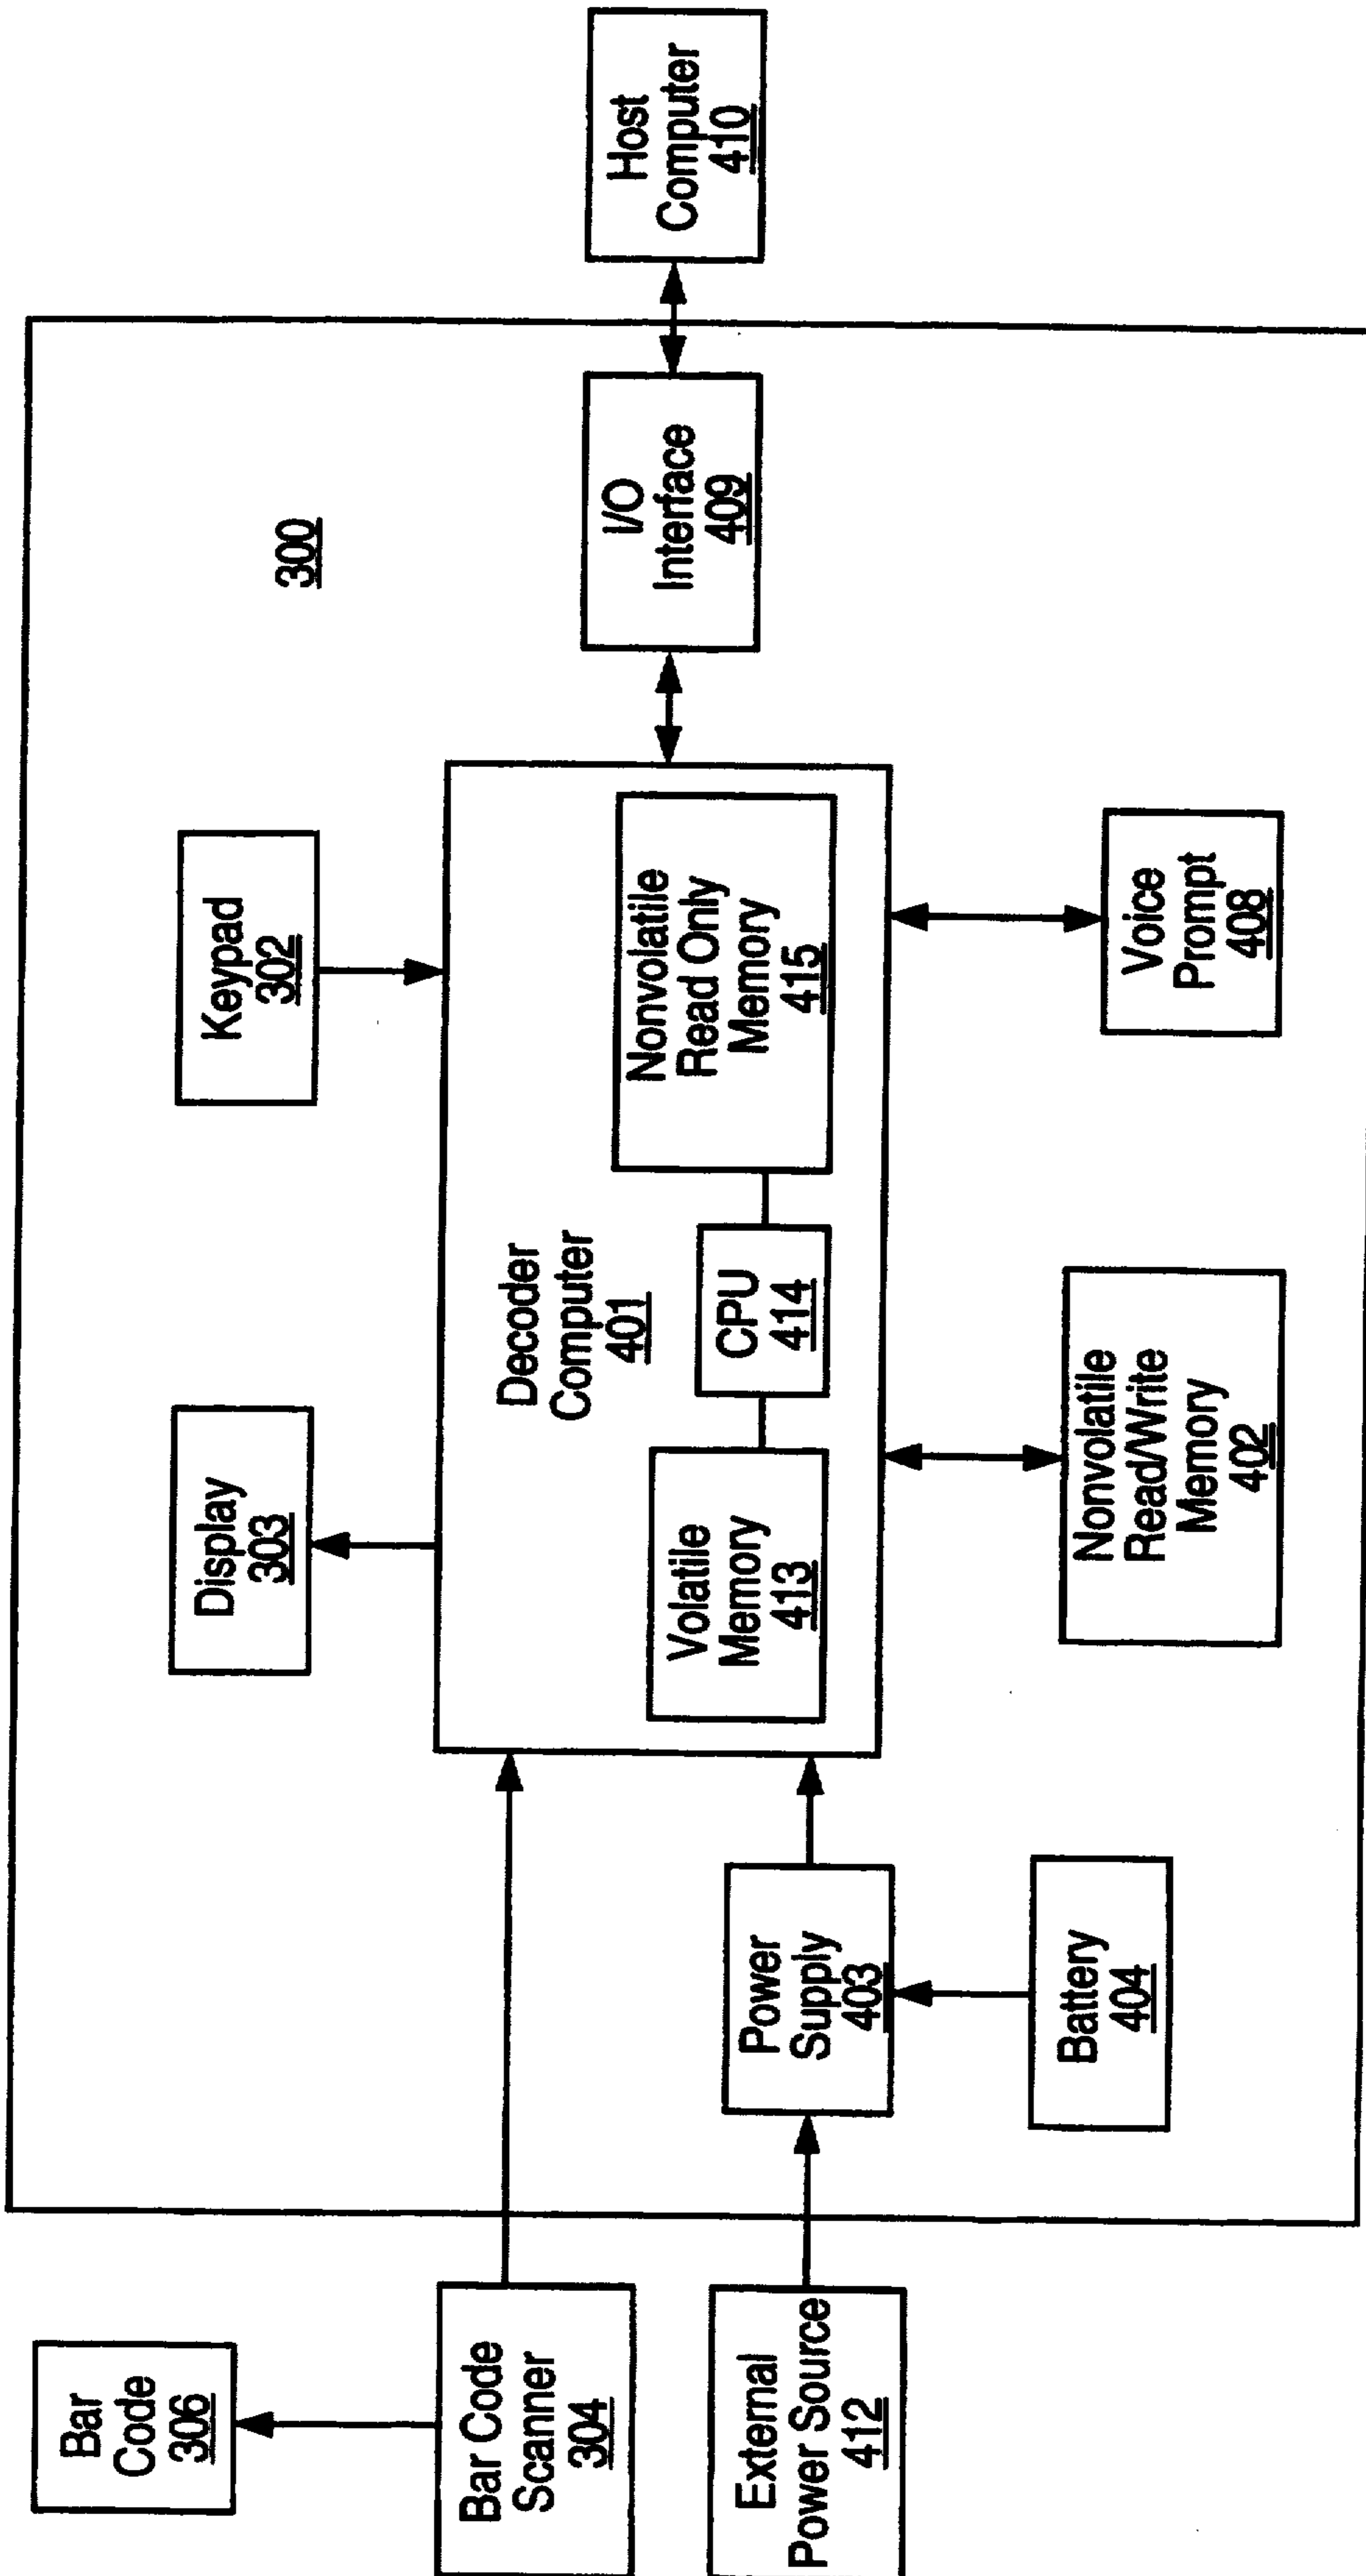 Bar
Code
306
Bar Code
Scanner
304
External
Power Source
412
300
Display
303
Keypad
302
Decoder
Computer
401
Volatile
Memory
413
CPU
414
Nonvolatile
Read Only
Memory
415
Power
Supply
403
Battery
404
Nonvolatile
Read/Write
Memory
402
Voice
Prompt
408
I/O
Interface
409
Host
Computer
410